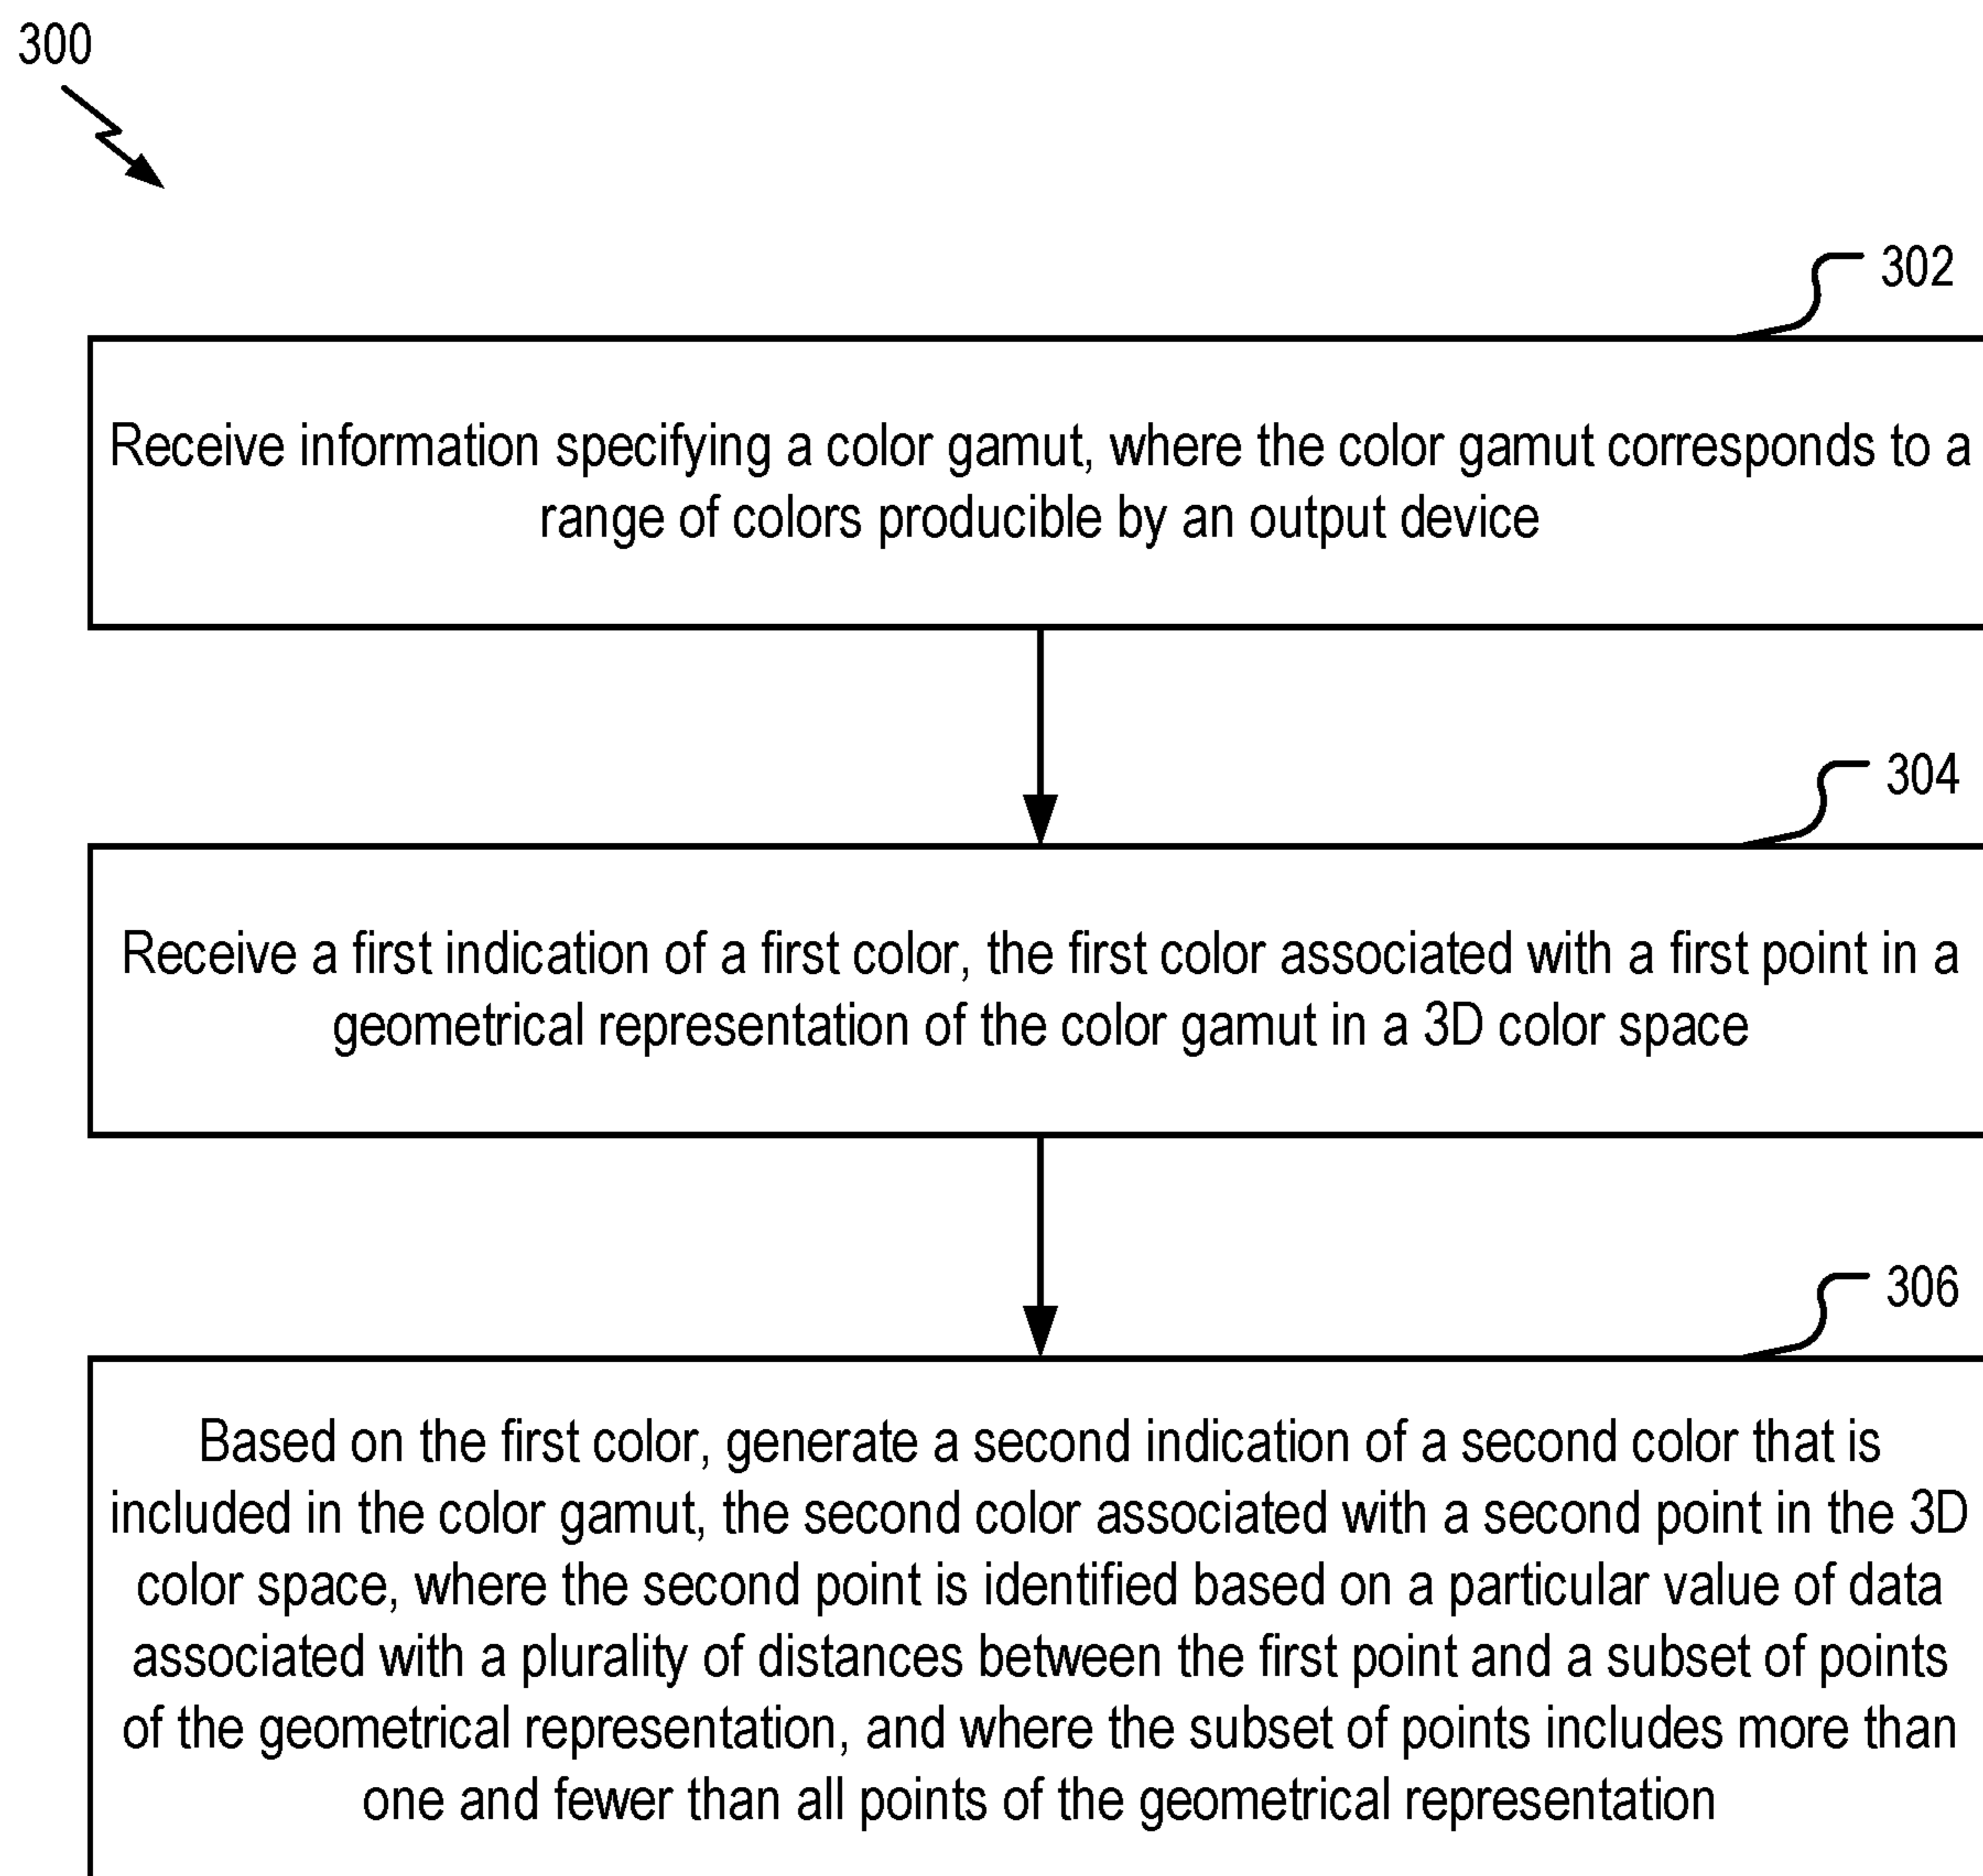 300
302
Receive information specifying a color gamut, where the color gamut corresponds to a
range of colors producible by an output device
304
Receive a first indication of a first color, the first color associated with a first point in a
geometrical representation of the color gamut in a 3D color space
306
Based on the first color, generate a second indication of a second color that is
included in the color gamut, the second color associated with a second point in the 3D
color space, where the second point is identified based on a particular value of data
associated with a plurality of distances between the first point and a subset of points
of the geometrical representation, and where the subset of points includes more than
one and fewer than all points of the geometrical representation